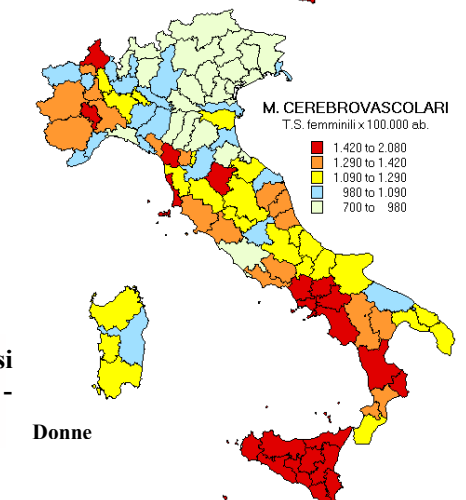 M. CEREBROVASCOLARI
T.S. femminili x 100.000 ab.
1.420 to 2.080
1.290 to 1.420
1.090 to 1.290
980 to 1.090
700 to 980
si
-
Donne